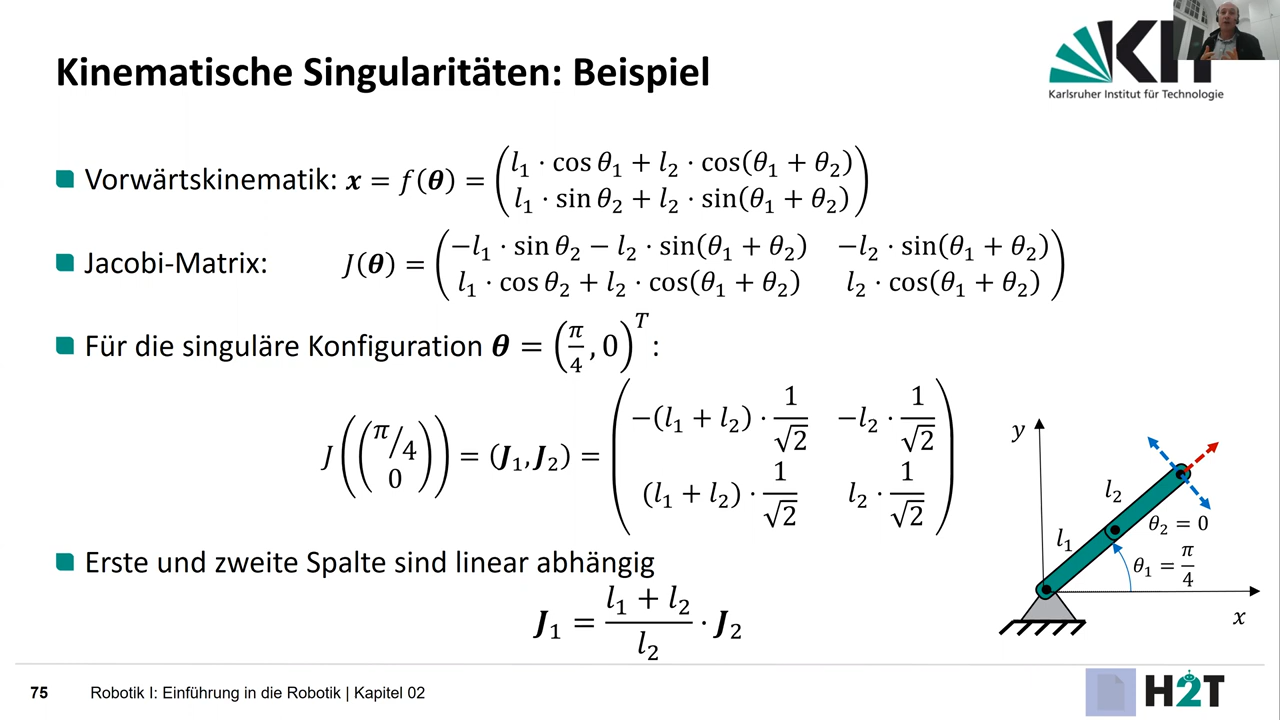 Kinematische Singularitäten: Beispiel
KIT
Karlsruher Institut für Technologie
Vorwärtskinematik: x = f(θ) = (l₁ · cos θ₁ + l₂ · cos(θ₁ + θ₂)
l₁ · sin θ₂ + l₂ · sin(θ₁ + θ₂))
Jacobi-Matrix: J(θ) = (−l₁ · sin θ₂ − l₂ · sin(θ₁ + θ₂) −l₂ · sin(θ₁ + θ₂)
l₁ · cos θ₂ + l₂ · cos(θ₁ + θ₂) l₂ · cos(θ₁ + θ₂))
Für die singuläre Konfiguration θ = (π/4, 0)ᵀ:
J((π/4
0)) = (J₁, J₂) = (−(l₁ + l₂) · 1/√2 −l₂ · 1/√2
(l₁ + l₂) · 1/√2 l₂ · 1/√2)
Erste und zweite Spalte sind linear abhängig
J₁ = (l₁ + l₂)/l₂ · J₂
y
l₂
θ₂ = 0
l₁
θ₁ = π/4
x
75 Robotik I: Einführung in die Robotik | Kapitel 02
H2T